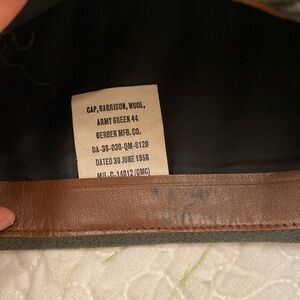 CAP, GARRISON, WOOL,
ARMY GREEN 44
GERBER MFG. CO.
DA-36-030-QM-6120
DATED 30 JUNE 1956
MIL-C-14012 (QMC)